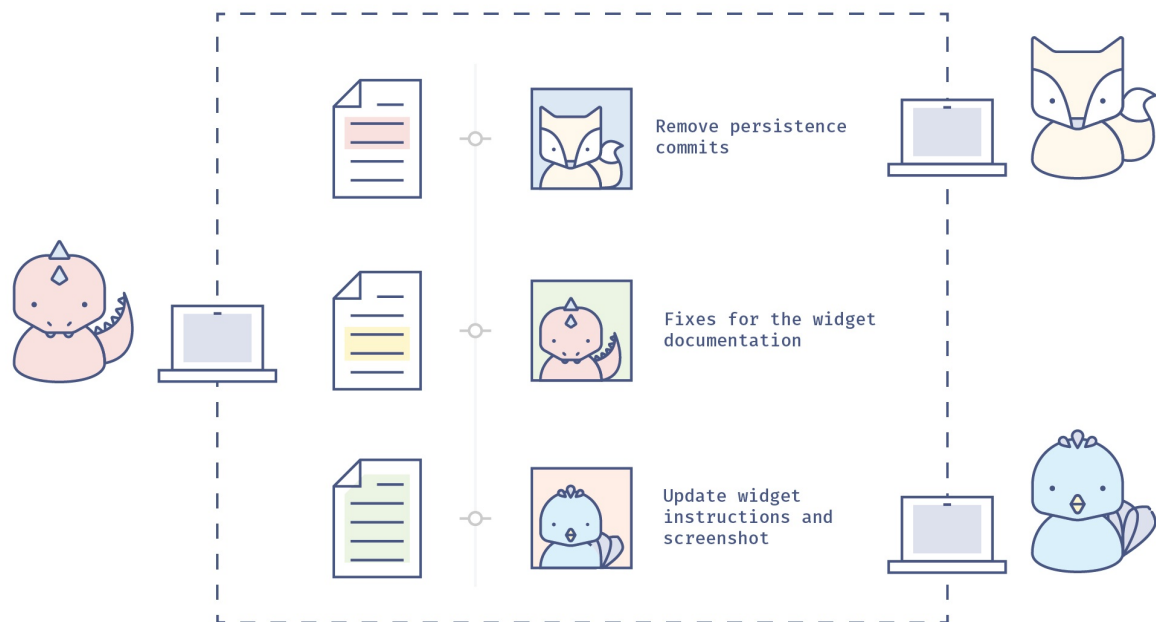 Remove persistence
commits
Fixes for the widget
documentation
Update widget
instructions and
screenshot